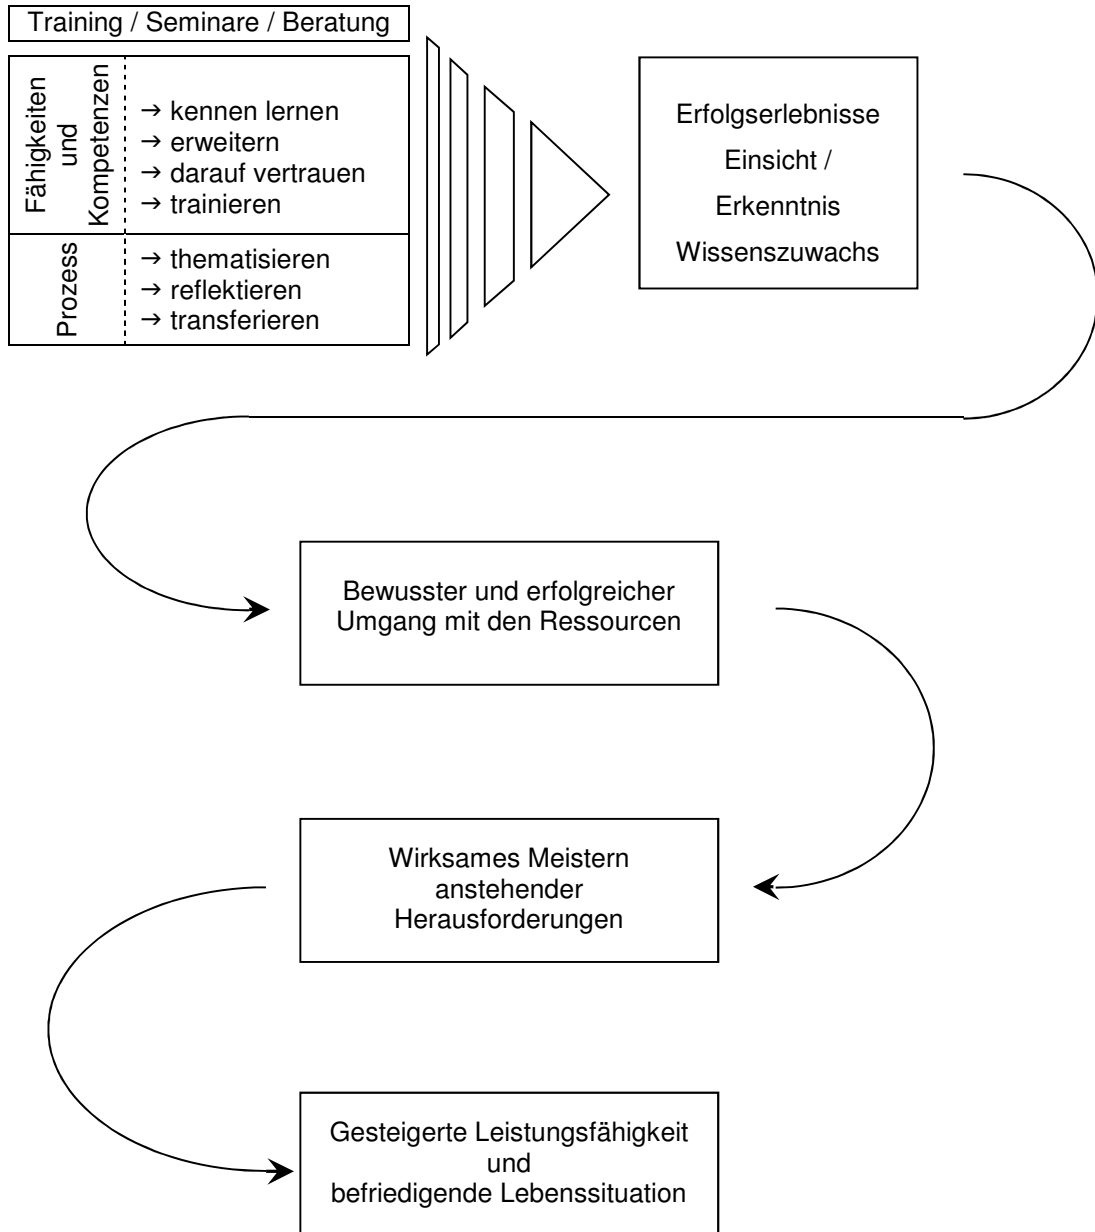 Training / Seminare / Beratung
Fähigkeiten
und
Kompetenzen
→ kennen lernen
→ erweitern
→ darauf vertrauen
→ trainieren
Prozess
→ thematisieren
→ reflektieren
→ transferieren
Erfolgserlebnisse
Einsicht /
Erkenntnis
Wissenszuwachs
Bewusster und erfolgreicher
Umgang mit den Ressourcen
Wirksames Meistern
anstehender
Herausforderungen
Gesteigerte Leistungsfähigkeit
und
befriedigende Lebenssituation